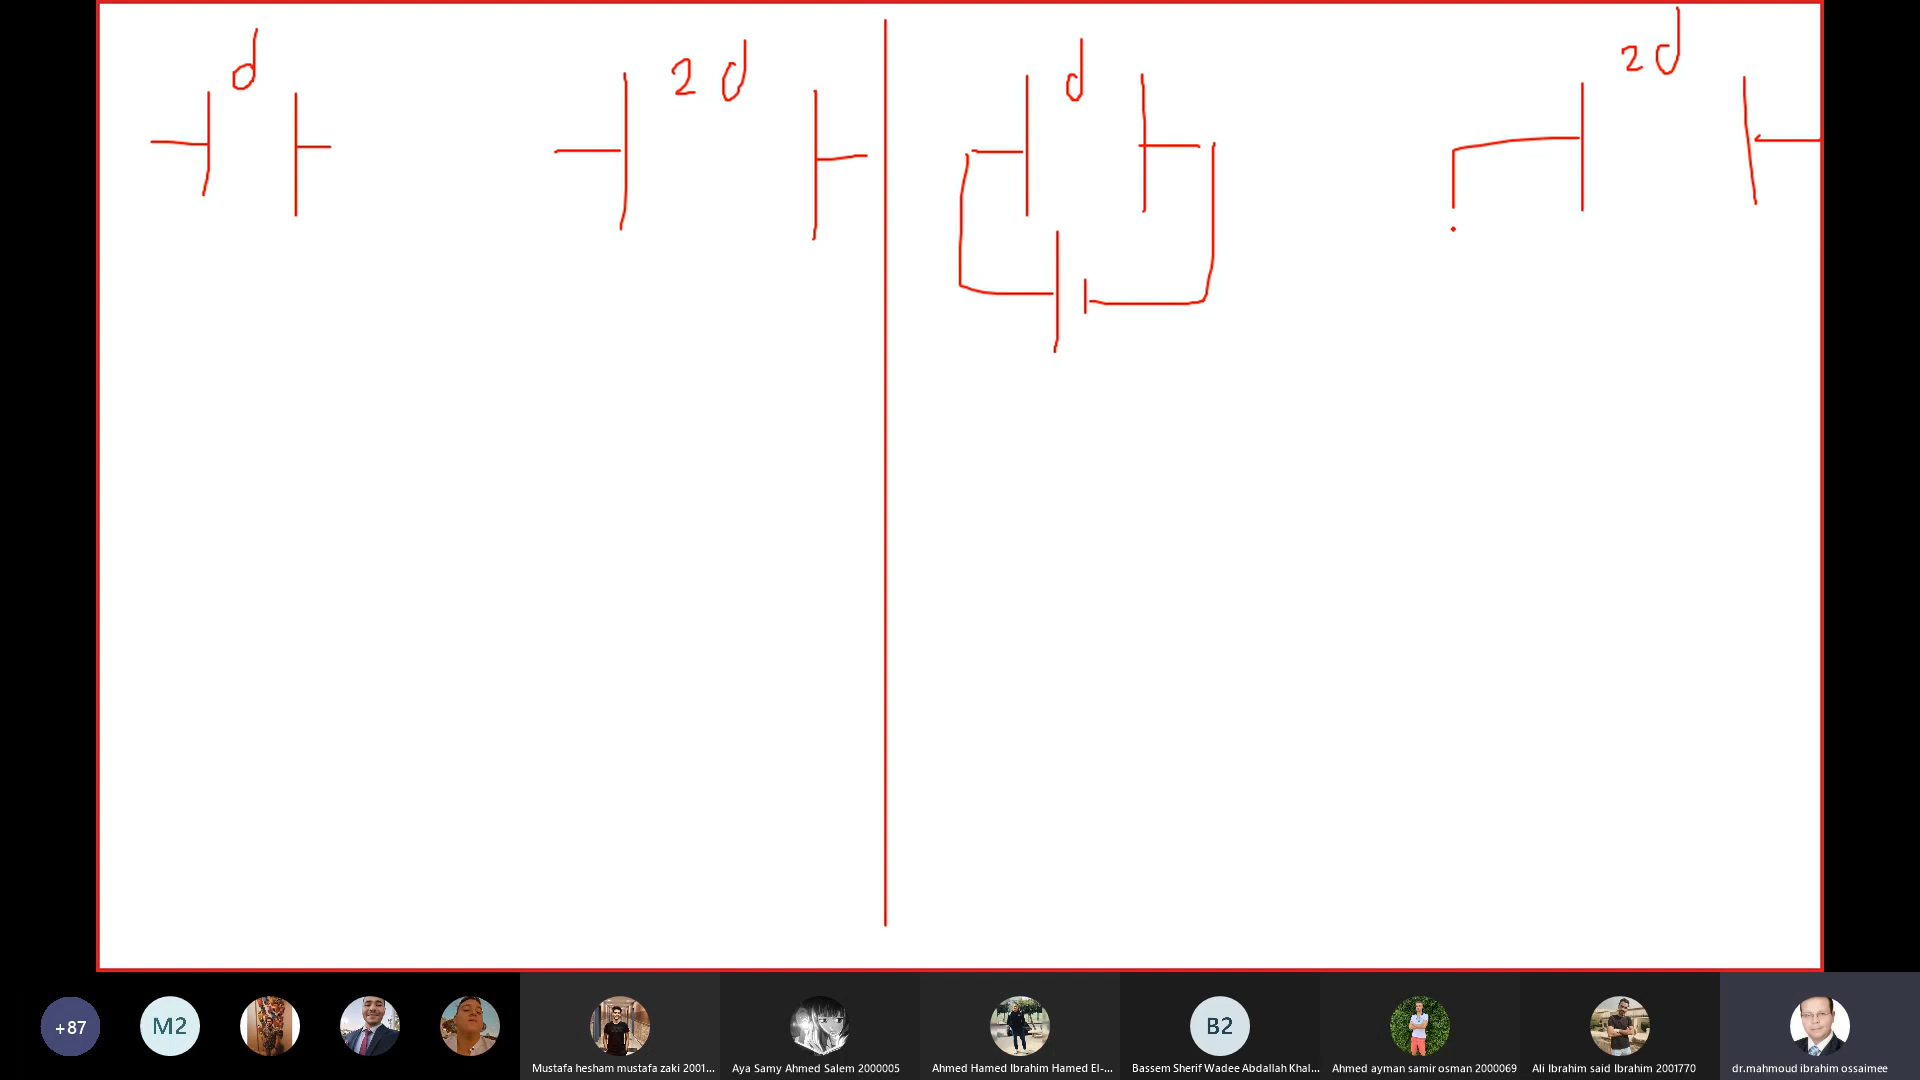 d
2d
d
2d
+87
M2
B2
Mustafa hesham mustafa zaki 2001...
Aya Samy Ahmed Salem 2000005
Ahmed Hamed Ibrahim Hamed El-...
Bassem Sherif Wadee Abdallah Khal...
Ahmed ayman samir osman 2000069
Ali Ibrahim said Ibrahim 2001770
dr.mahmoud ibrahim ossaimee